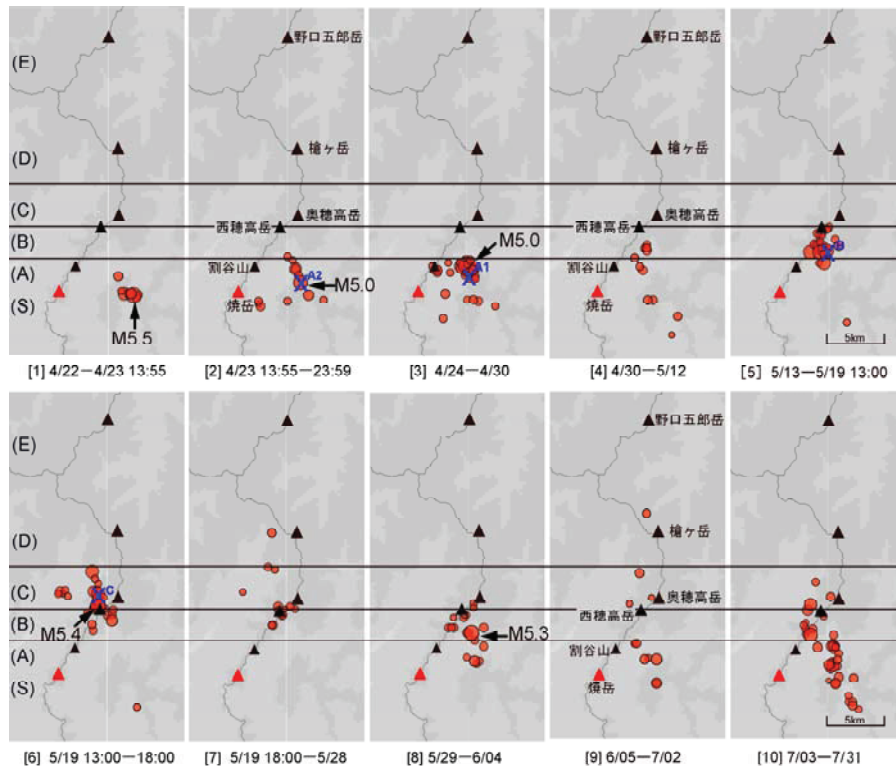 (E)
野口五郎岳
野口五郎岳
(D)
槍ヶ岳
槍ヶ岳
(C)
奥穂高岳
奥穂高岳
西穂高岳
西穂高岳
(B)
B
M5.0
(A)
割谷山
A2
M5.0
A1
割谷山
(S)
焼岳
焼岳
M5.5
5km
[1] 4/22－4/23 13:55
[2] 4/23 13:55－23:59
[3] 4/24－4/30
[4] 4/30－5/12
[5] 5/13－5/19 13:00
(E)
野口五郎岳
(D)
槍ヶ岳
(C)
C
奥穂高岳
西穂高岳
(B)
M5.4
M5.3
(A)
割谷山
(S)
焼岳
5km
[6] 5/19 13:00－18:00
[7] 5/19 18:00－5/28
[8] 5/29－6/04
[9] 6/05－7/02
[10] 7/03－7/31